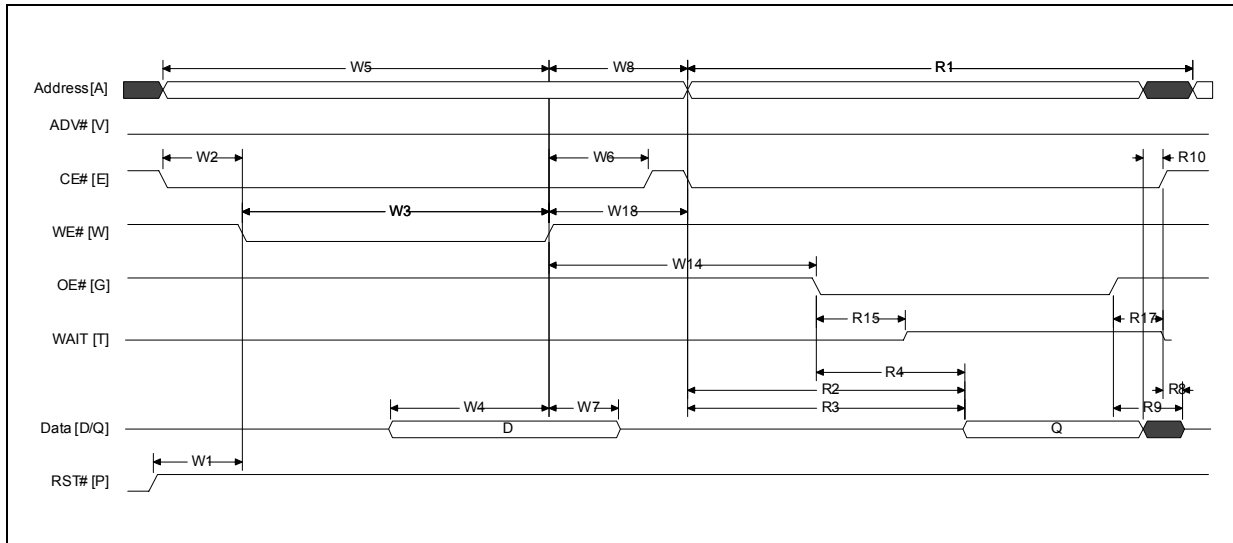 W5 W8 R1
Address [A]
ADV# [V]
W2 W6 R10
CE# [E]
W3 W18
WE# [W]
W14
OE# [G]
R15 R17
WAIT [T]
R4
R2 R8
W4 W7 R3 R9
Data [D/Q] D Q
W1
RST# [P]